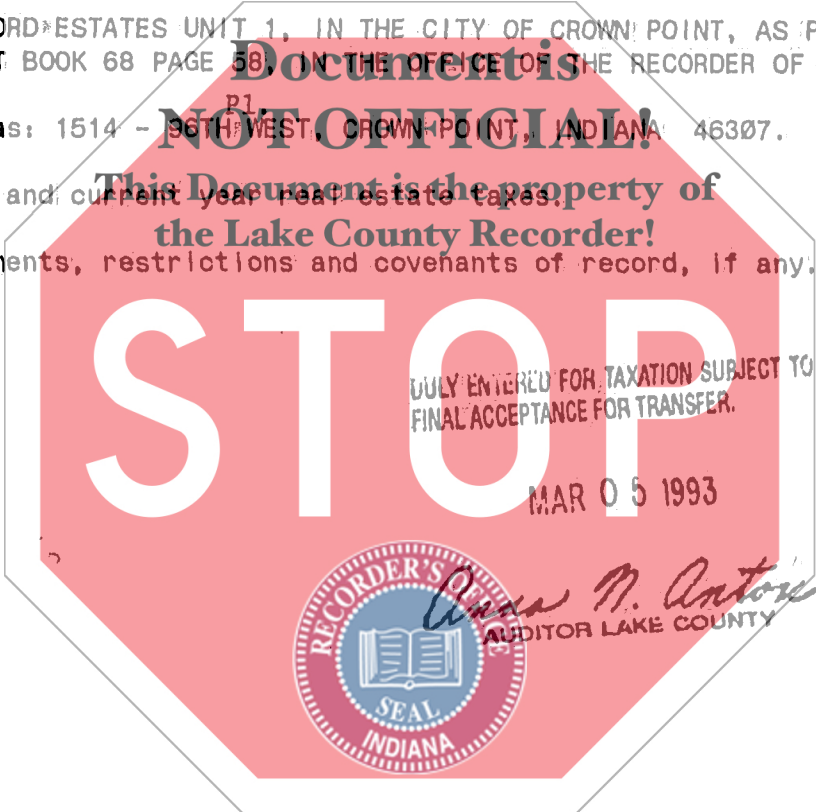 ORD ESTATES UNIT 1, IN THE CITY OF CROWN POINT, AS P
T BOOK 68 PAGE 58, IN THE OFFICE OF THE RECORDER OF
Document is
Pl.
NOT OFFICIAL!
as: 1514 - 96TH WEST, CROWN POINT, INDIANA 46307.
This Document is the property of
and current year real estate taxes.
the Lake County Recorder!
ments, restrictions and covenants of record, if any.
STOP
DULY ENTERED FOR TAXATION SUBJECT TO
FINAL ACCEPTANCE FOR TRANSFER.
MAR 05 1993
Anna N. Anton
AUDITOR LAKE COUNTY
RECORDER'S OFFICE
SEAL
INDIANA